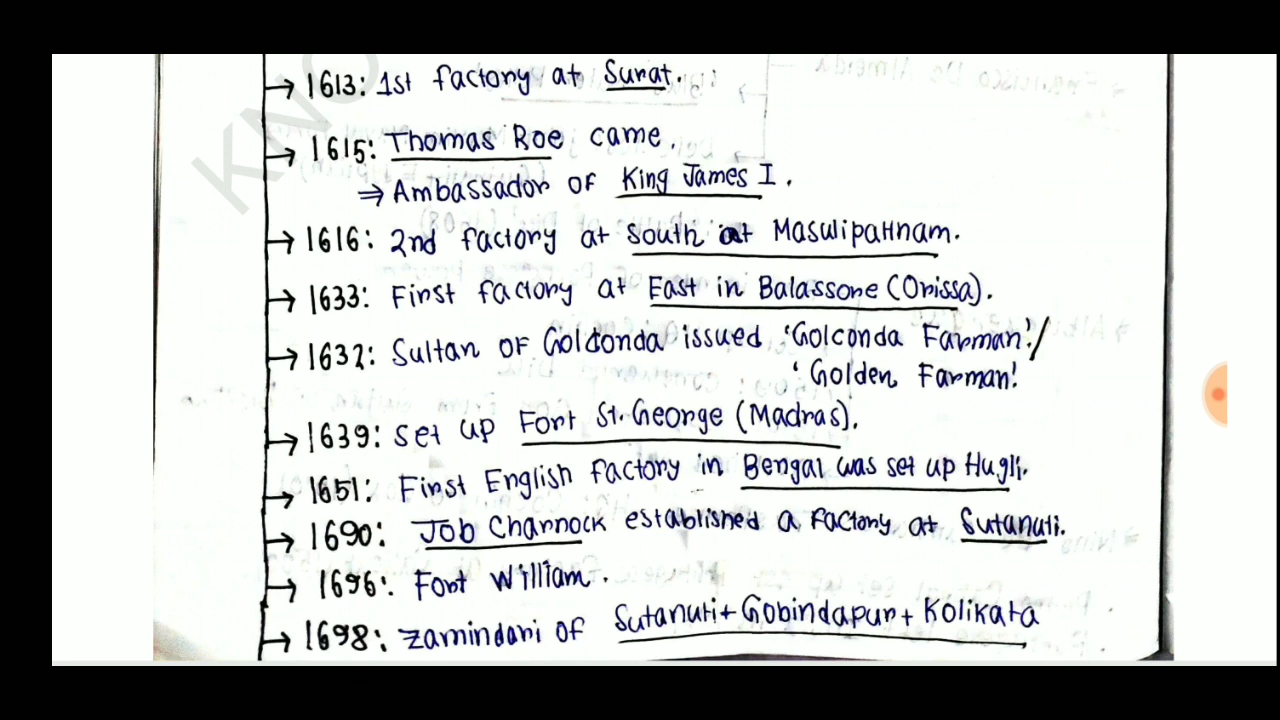 → 1613: 1st factory at Surat.
→ 1615: Thomas Roe came.
⇒ Ambassador of King James I.
→ 1616: 2nd factory at south at Masulipattnam.
→ 1633: First factory at East in Balassore (Orissa).
→ 1632: Sultan of Golconda issued 'Golconda Farman'/
'Golden Farman'
→ 1639: set up Fort St. George (Madras).
→ 1651: First English factory in Bengal was set up Hugli.
→ 1690: Job Charnock established a factory at Sutanuti.
→ 1696: Fort William.
→ 1698: zamindari of Sutanuti + Gobindapur + Kolikata
KNO